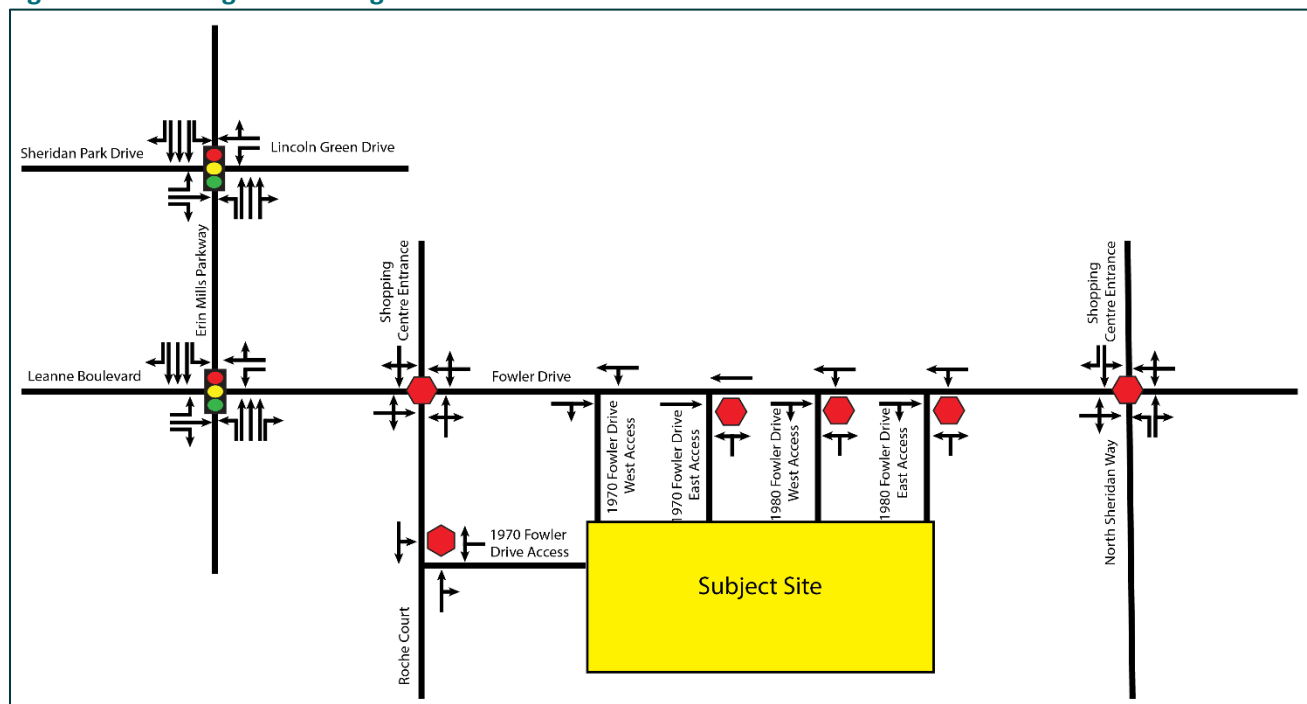 Sheridan Park Drive
Lincoln Green Drive
Erin Mills Parkway
Shopping
Centre Entrance
Shopping
Centre Entrance
Leanne Boulevard
Fowler Drive
1970 Fowler Drive
West Access
1970 Fowler Drive
East Access
1980 Fowler Drive
West Access
1980 Fowler Drive
East Access
North Sheridan Way
1970 Fowler
Drive Access
Subject Site
Roche Court